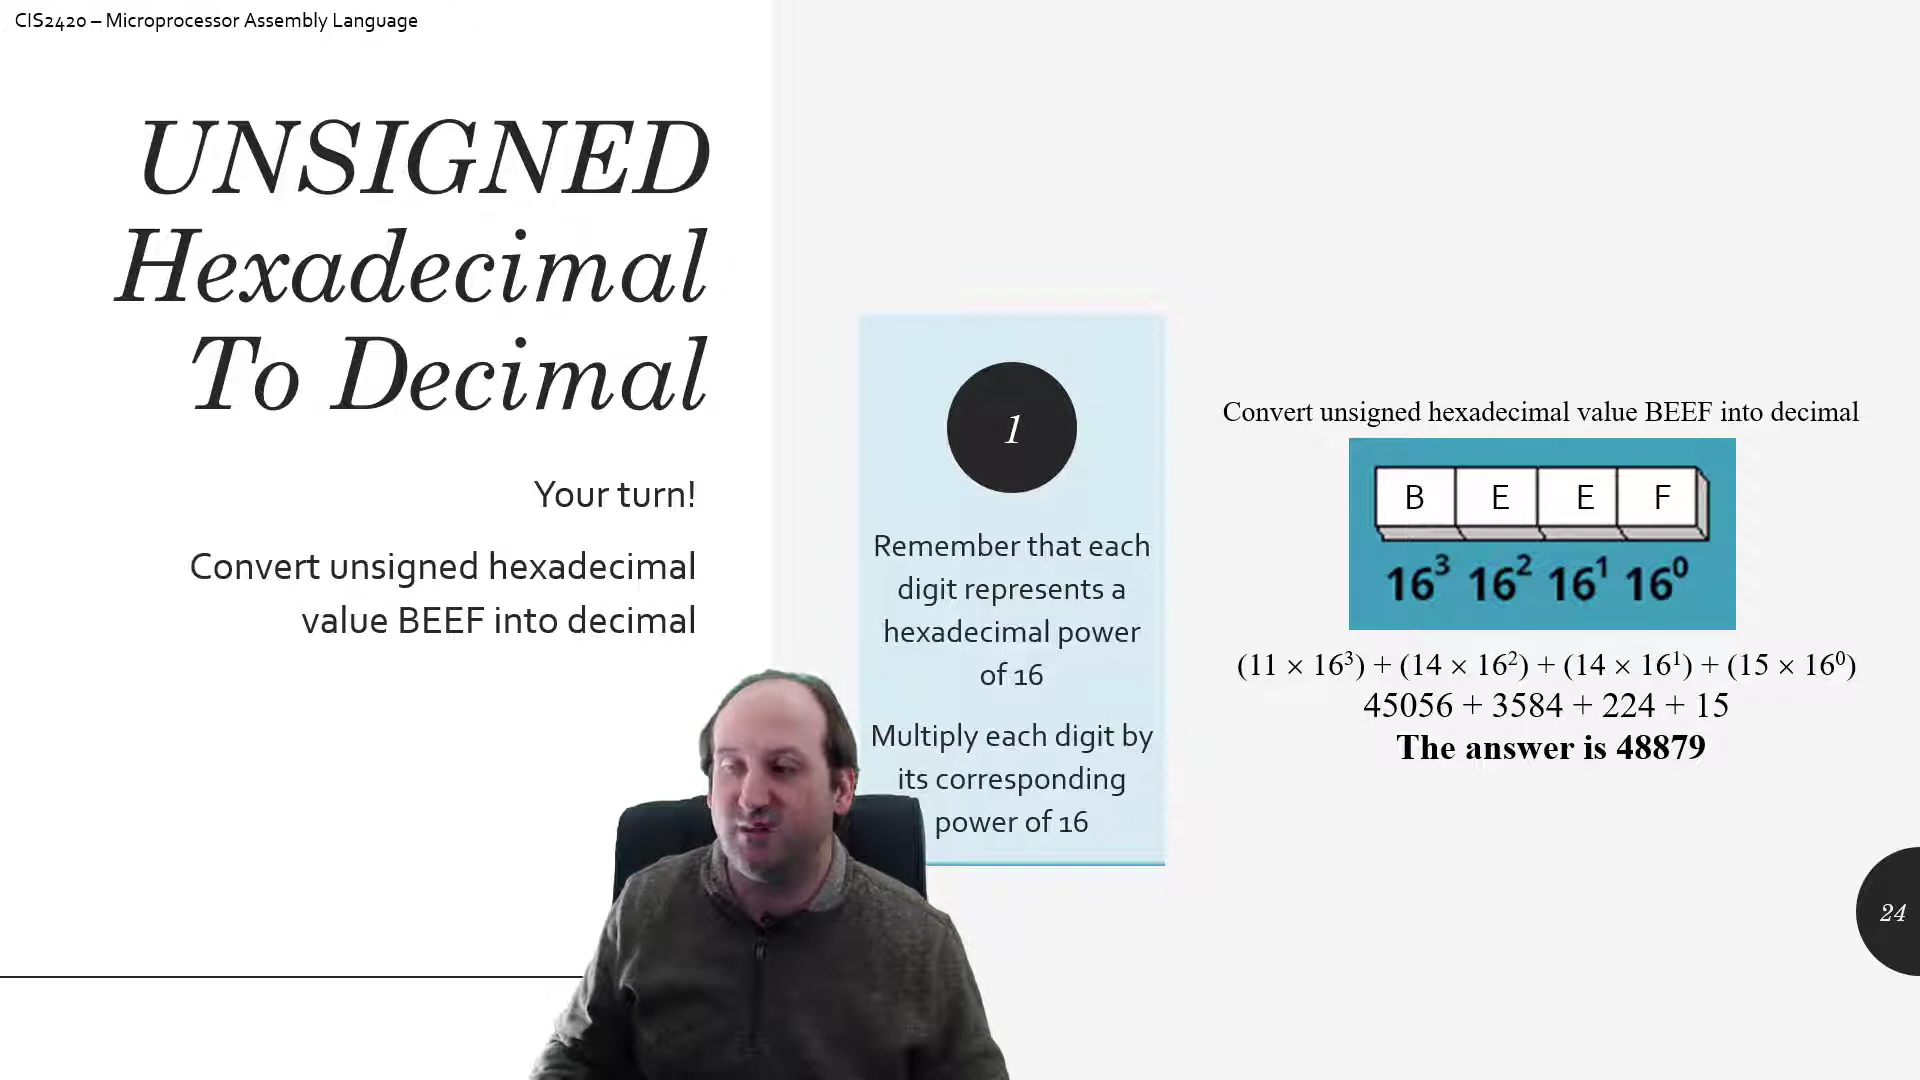 CIS2420 – Microprocessor Assembly Language
UNSIGNED
Hexadecimal
To Decimal
Your turn!
Convert unsigned hexadecimal
value BEEF into decimal
1
Remember that each
digit represents a
hexadecimal power
of 16
Multiply each digit by
its corresponding
power of 16
Convert unsigned hexadecimal value BEEF into decimal
B E E F
16³ 16² 16¹ 16⁰
(11 × 16³) + (14 × 16²) + (14 × 16¹) + (15 × 16⁰)
45056 + 3584 + 224 + 15
The answer is 48879
24